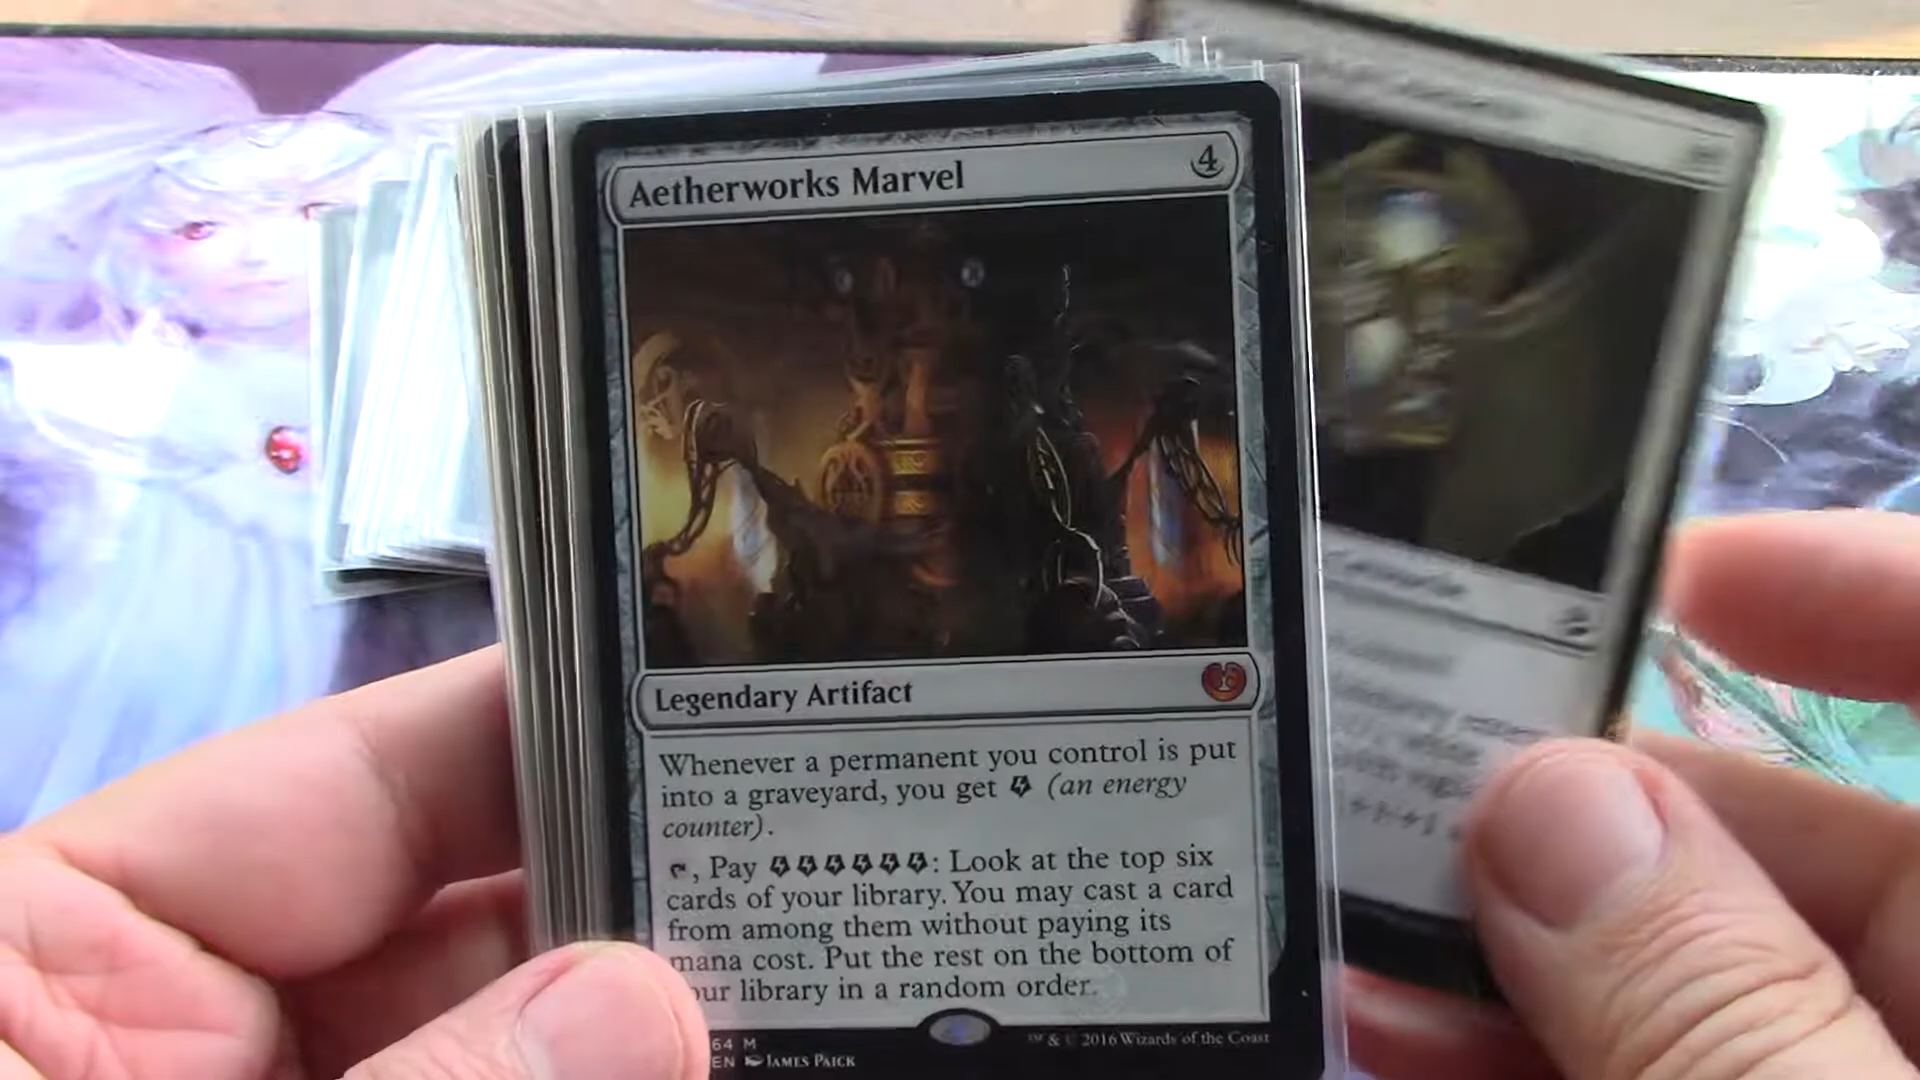 Aetherworks Marvel 4
Legendary Artifact
Whenever a permanent you control is put
into a graveyard, you get (an energy
counter).
, Pay : Look at the top six
cards of your library. You may cast a card
from among them without paying its
mana cost. Put the rest on the bottom of
our library in a random order.
64 M
™ & © 2016 Wizards of the Coast
EN James Paick